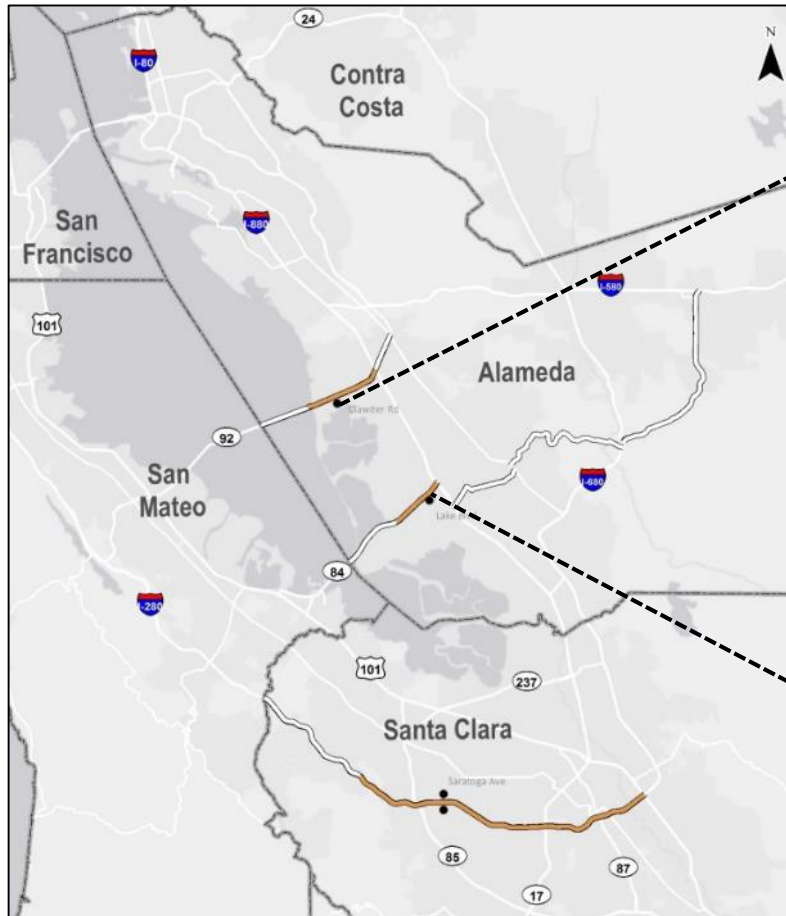 24
N
I-80
Contra
Costa
San
Francisco
I-880
101
I-580
Alameda
Clawiter Rd
92
San
Mateo
I-680
84
I-280
101
237
Santa Clara
Saratoga Ave
85
87
17